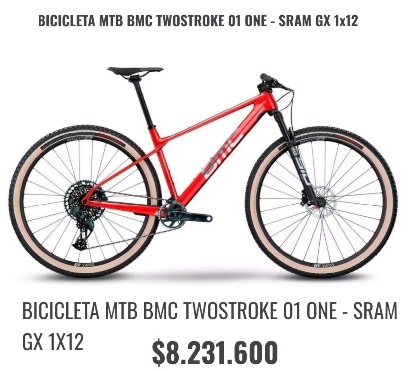 BICICLETA MTB BMC TWOSTROKE 01 ONE - SRAM GX 1x12
BMC
BICICLETA MTB BMC TWOSTROKE 01 ONE - SRAM
GX 1X12
$8.231.600